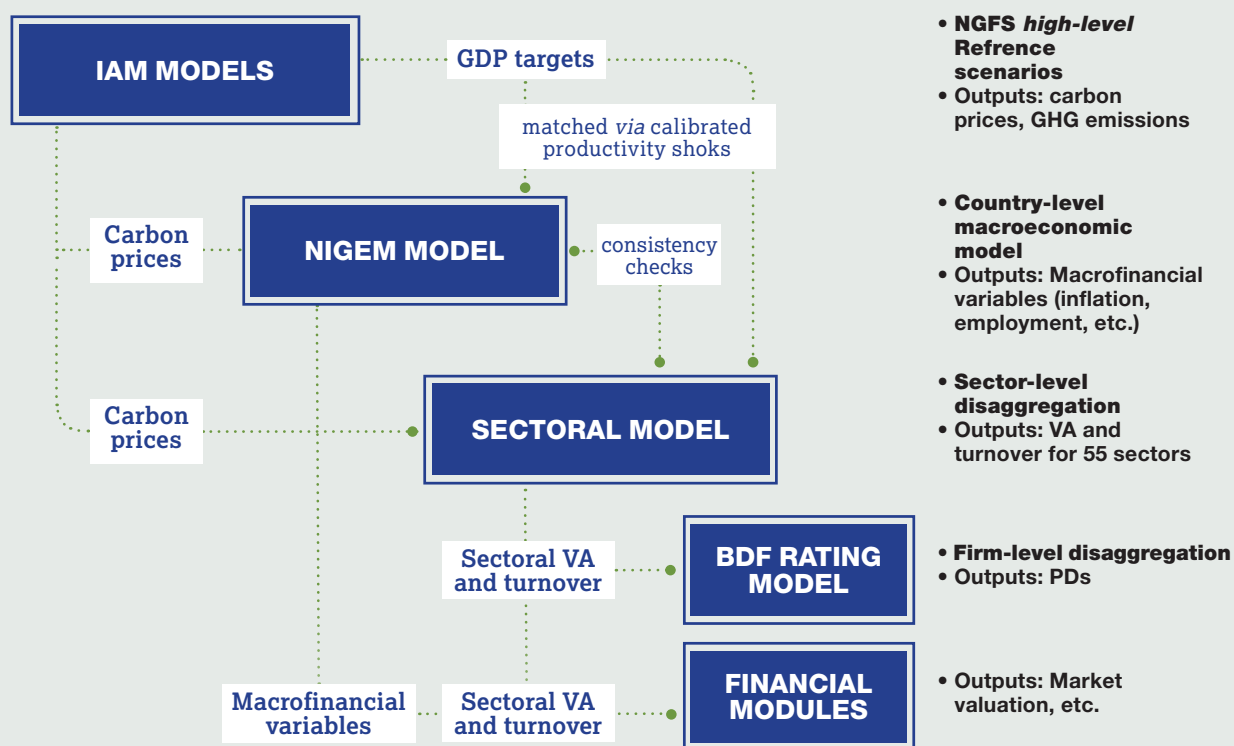 IAM MODELS
GDP targets
matched via calibrated
productivity shoks
• NGFS high-level
Refrence
scenarios
• Outputs: carbon
prices, GHG emissions
Carbon
prices
NIGEM MODEL
consistency
checks
• Country-level
macroeconomic
model
• Outputs: Macrofinancial
variables (inflation,
employment, etc.)
Carbon
prices
SECTORAL MODEL
• Sector-level
disaggregation
• Outputs: VA and
turnover for 55 sectors
Sectoral VA
and turnover
BDF RATING
MODEL
• Firm-level disaggregation
• Outputs: PDs
Macrofinancial
variables
Sectoral VA
and turnover
FINANCIAL
MODULES
• Outputs: Market
valuation, etc.